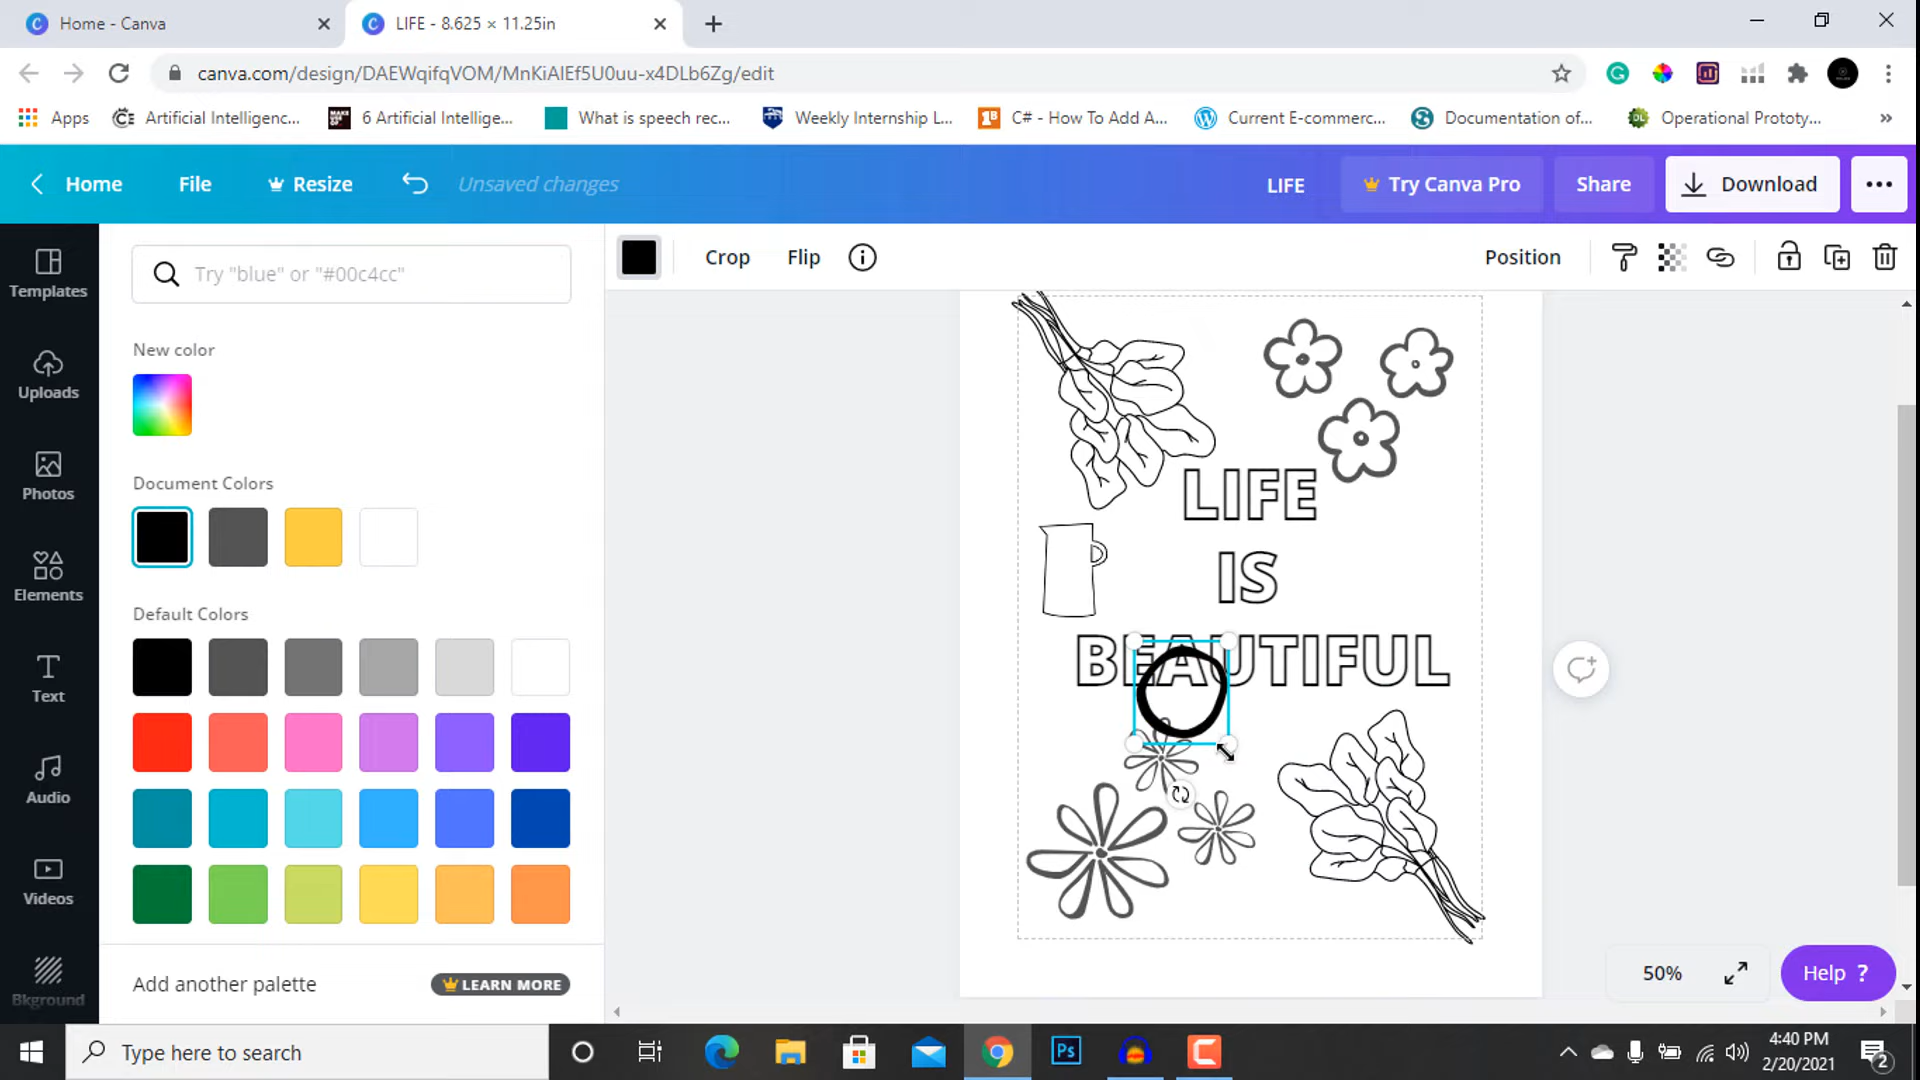 Home - Canva
LIFE - 8.625 × 11.25in
canva.com/design/DAEWqifqVOM/MnKiAlEf5U0uu-x4DLb6Zg/edit
Apps
Artificial Intelligenc...
6 Artificial Intellige...
What is speech rec...
Weekly Internship L...
C# - How To Add A...
Current E-commerc...
Documentation of...
Operational Prototy...
Home
File
Resize
Unsaved changes
LIFE
Try Canva Pro
Share
Download
Templates
Uploads
Photos
Elements
Text
Audio
Videos
Bkground
Try "blue" or "#00c4cc"
New color
Document Colors
Default Colors
Add another palette
LEARN MORE
Crop
Flip
Position
LIFE
IS
BEAUTIFUL
50%
Help ?
Type here to search
Ps
4:40 PM
2/20/2021
2